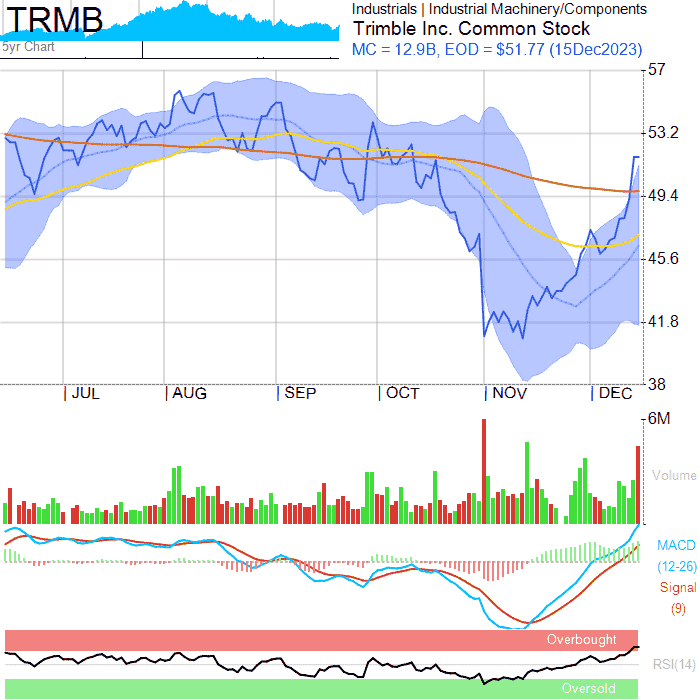 TRMB
5yr Chart
Industrials | Industrial Machinery/Components
Trimble Inc. Common Stock
MC = 12.9B, EOD = $51.77 (15Dec2023)
57
53.2
49.4
45.6
41.8
38
JUL
AUG
SEP
OCT
NOV
DEC
6M
Volume
MACD
(12-26)
Signal
(9)
Overbought
RSI(14)
Oversold